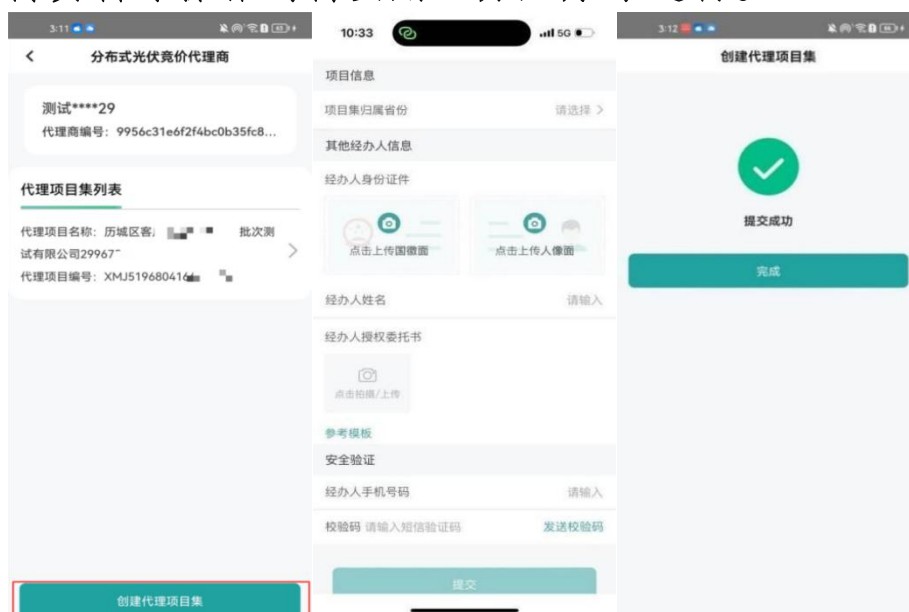 3:11
分布式光伏竞价代理商
测试****29
代理商编号：9956c31e6f2f4bc0b35fc8...
代理项目集列表
代理项目名称：历城区客 批次测
试有限公司29967
代理项目编号：XMJ519680416
创建代理项目集
10:33
5G
项目信息
项目集归属省份 请选择
其他经办人信息
经办人身份证件
点击上传国徽面 点击上传人像面
经办人姓名 请输入
经办人授权委托书
点击拍摄/上传
参考模板
安全验证
经办人手机号码 请输入
校验码 请输入短信验证码 发送校验码
提交
3:12
创建代理项目集
提交成功
完成